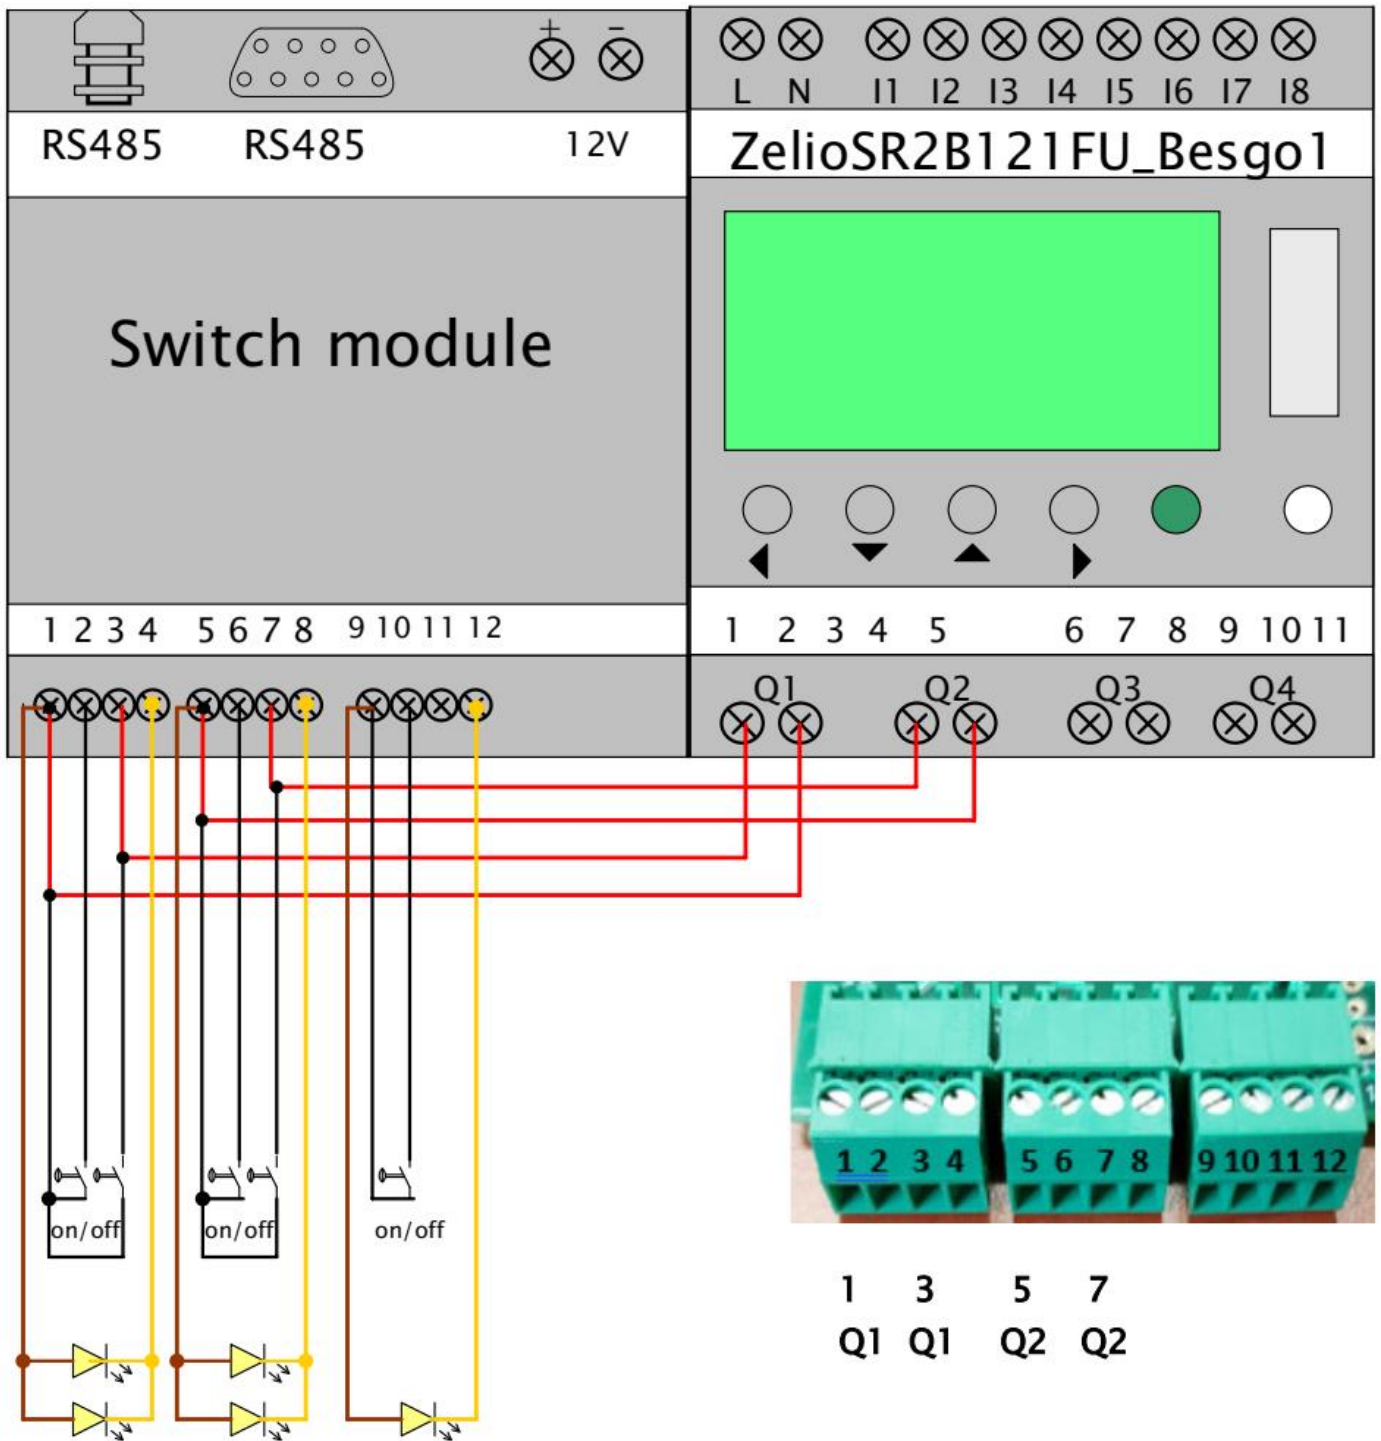 + −
L N I1 I2 I3 I4 I5 I6 I7 I8
RS485 RS485 12V
ZelioSR2B121FU_Besgo1
Switch module
1 2 3 4 5 6 7 8 9 10 11 12
1 2 3 4 5 6 7 8 9 10 11
Q1 Q2 Q3 Q4
on/off on/off on/off
1 2 3 4 5 6 7 8 9 10 11 12
1 3 5 7
Q1 Q1 Q2 Q2